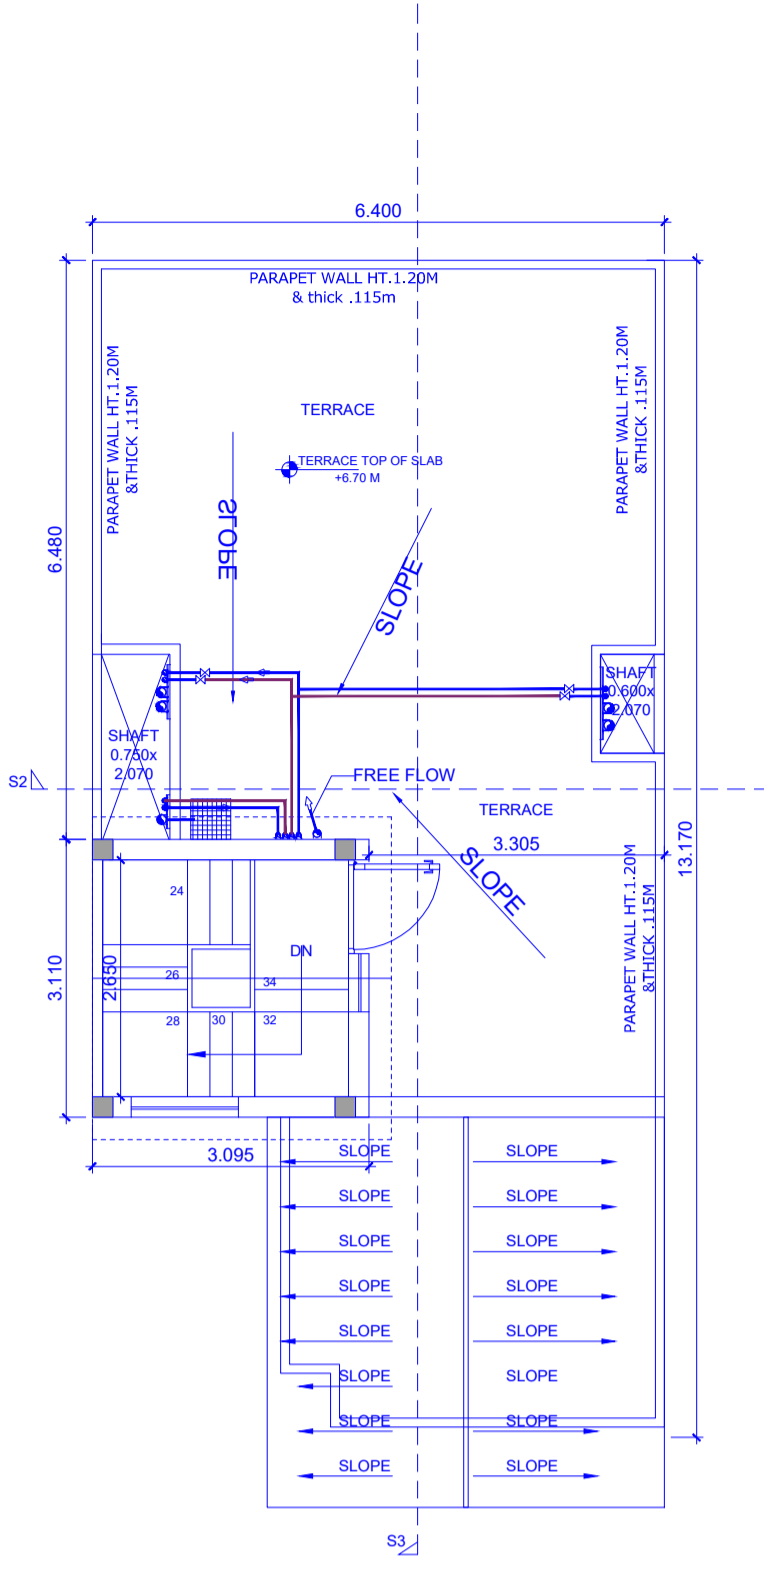 6.400
PARAPET WALL HT.1.20M
& thick .115m
PARAPET WALL HT.1.20M
&THICK .115M
PARAPET WALL HT.1.20M
&THICK .115M
TERRACE
TERRACE TOP OF SLAB
+6.70 M
SLOPE
SLOPE
6.480
SHAFT
0.600x
2.070
SHAFT
0.750x
2.070
S2
FREE FLOW
TERRACE
3.305
13.170
SLOPE
PARAPET WALL HT.1.20M
&THICK .115M
24
DN
26
34
28
30
32
3.110
2.650
3.095
SLOPE SLOPE
SLOPE SLOPE
SLOPE SLOPE
SLOPE SLOPE
SLOPE SLOPE
SLOPE SLOPE
SLOPE SLOPE
SLOPE SLOPE
S3